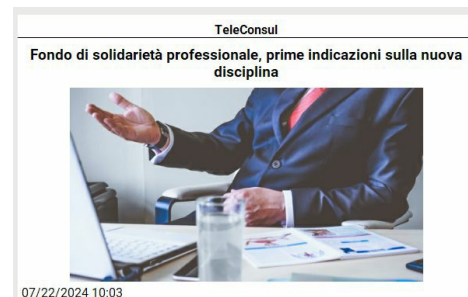 TeleConsul
Fondo di solidarietà professionale, prime indicazioni sulla nuova
disciplina
07/22/2024 10:03